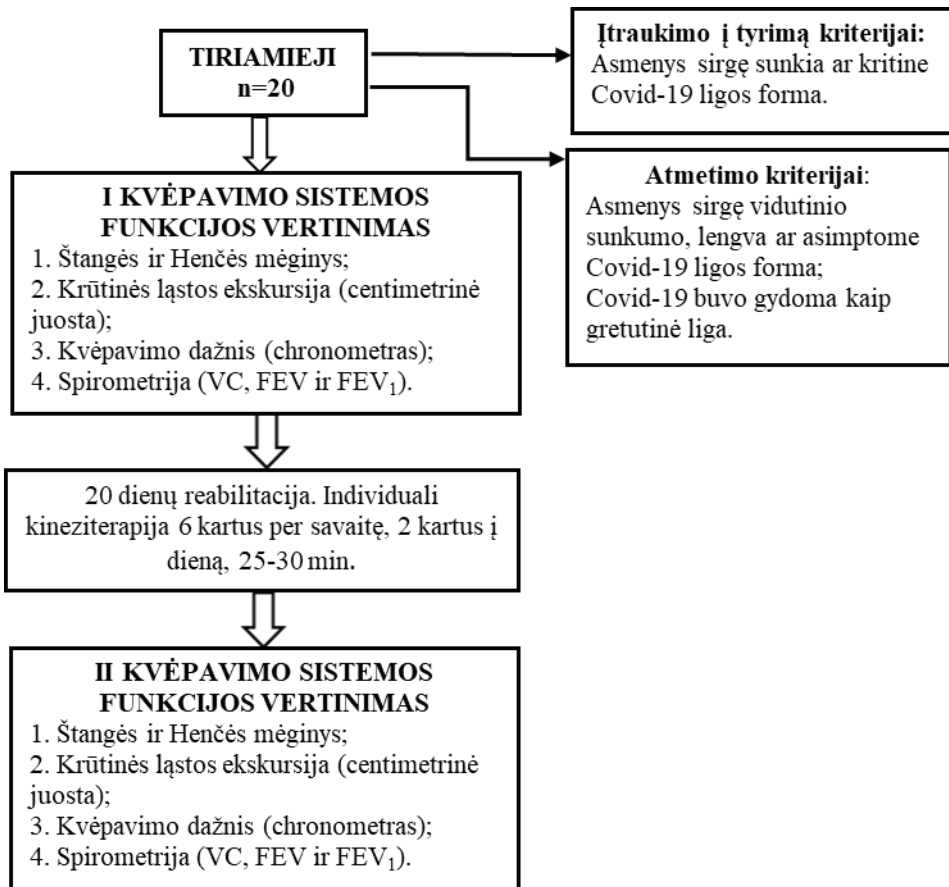 TIRIAMIEJI
n=20
Įtraukimo į tyrimą kriterijai:
Asmenys sirgę sunkia ar kritine
Covid-19 ligos forma.
Atmetimo kriterijai:
Asmenys sirgę vidutinio
sunkumo, lengva ar asimptome
Covid-19 ligos forma;
Covid-19 buvo gydoma kaip
gretutinė liga.
I KVĖPAVIMO SISTEMOS
FUNKCIJOS VERTINIMAS
1. Štangės ir Henčės mėginys;
2. Krūtinės ląstos ekskursija (centimetrinė
juosta);
3. Kvėpavimo dažnis (chronometras);
4. Spirometrija (VC, FEV ir FEV₁).
20 dienų reabilitacija. Individuali
kineziterapija 6 kartus per savaitę, 2 kartus į
dieną, 25-30 min.
II KVĖPAVIMO SISTEMOS
FUNKCIJOS VERTINIMAS
1. Štangės ir Henčės mėginys;
2. Krūtinės ląstos ekskursija (centimetrinė
juosta);
3. Kvėpavimo dažnis (chronometras);
4. Spirometrija (VC, FEV ir FEV₁).